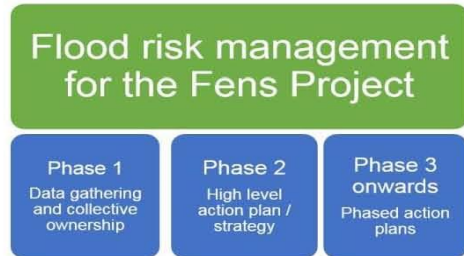 Flood risk management
for the Fens Project
Phase 1
Data gathering
and collective
ownership
Phase 2
High level
action plan /
strategy
Phase 3
onwards
Phased action
plans